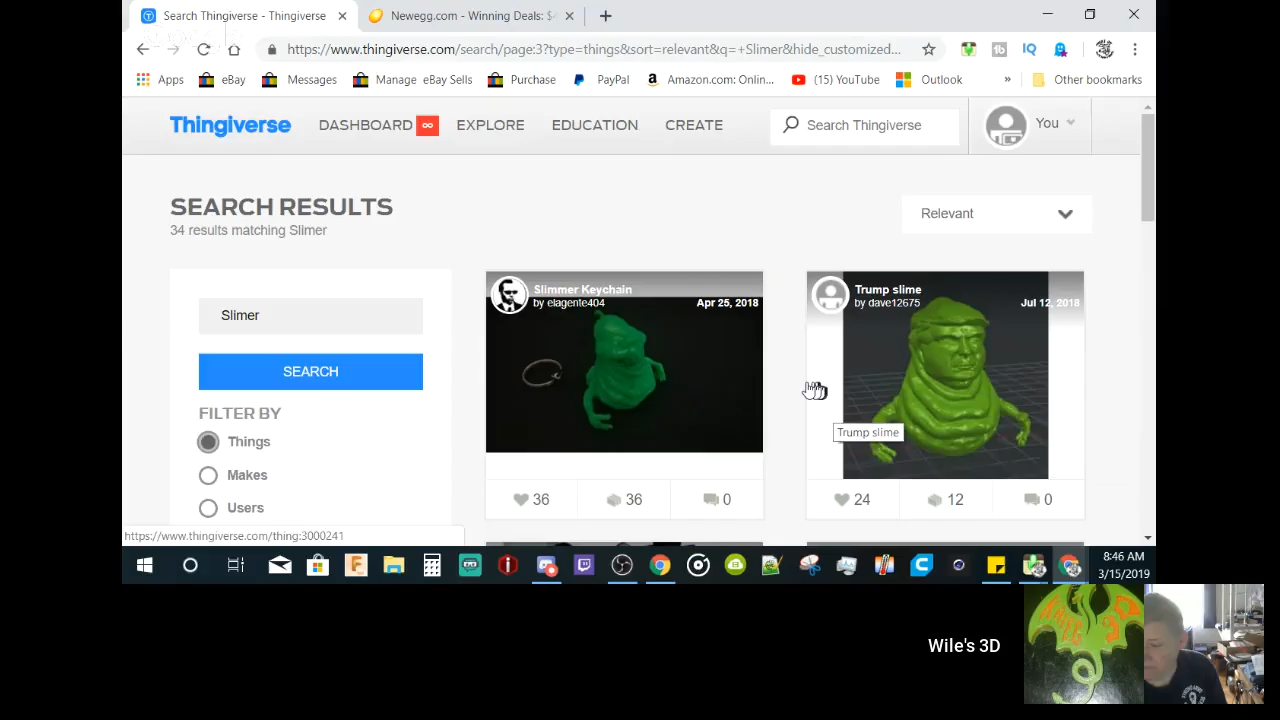 Search Thingiverse - Thingiverse
Newegg.com - Winning Deals: $
https://www.thingiverse.com/search/page:3?type=things&sort=relevant&q=+Slimer&hide_customized...
Apps eBay Messages Manage eBay Sells Purchase PayPal Amazon.com: Onlin... (15) YouTube Outlook » Other bookmarks
Thingiverse DASHBOARD EXPLORE EDUCATION CREATE Search Thingiverse You
SEARCH RESULTS
34 results matching Slimer
Relevant
Slimer
SEARCH
FILTER BY
Things
Makes
Users
Slimmer Keychain
by elagente404 Apr 25, 2018
36 36 0
Trump slime
by dave12675 Jul 12, 2018
Trump slime
24 12 0
https://www.thingiverse.com/thing:3000241
8:46 AM
3/15/2019
Wile's 3D